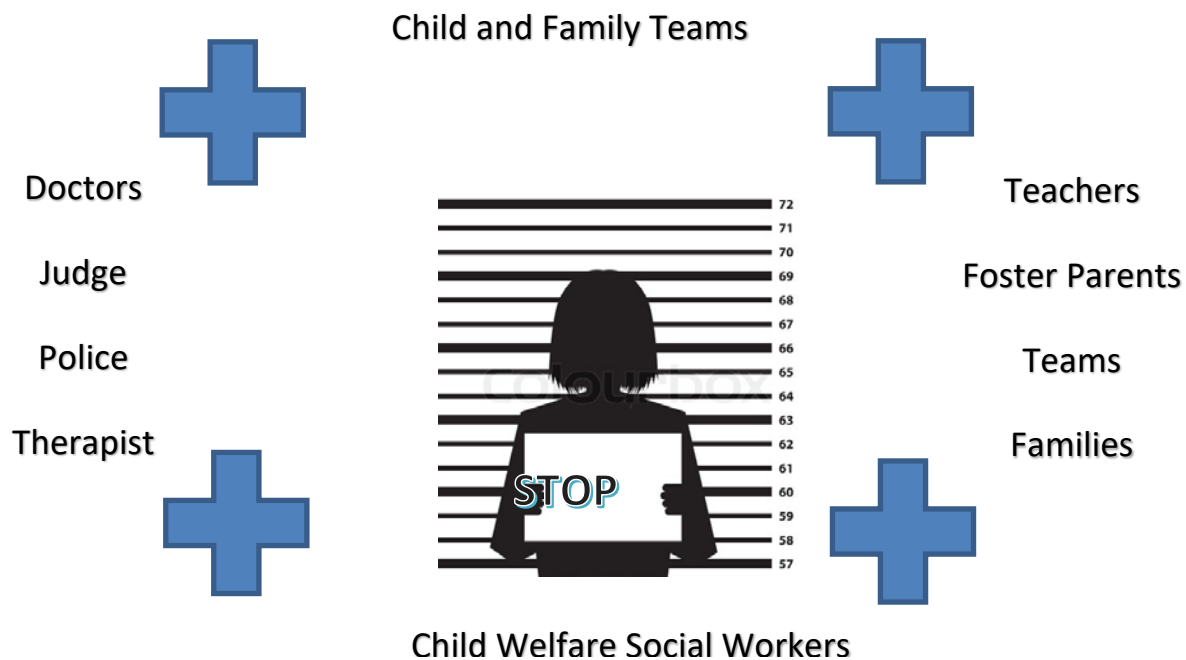 Child and Family Teams
Doctors
Judge
Police
Therapist
72
71
70
69
68
67
66
65
64
63
62
61
60
59
58
57
colourbox
STOP
Teachers
Foster Parents
Teams
Families
Child Welfare Social Workers